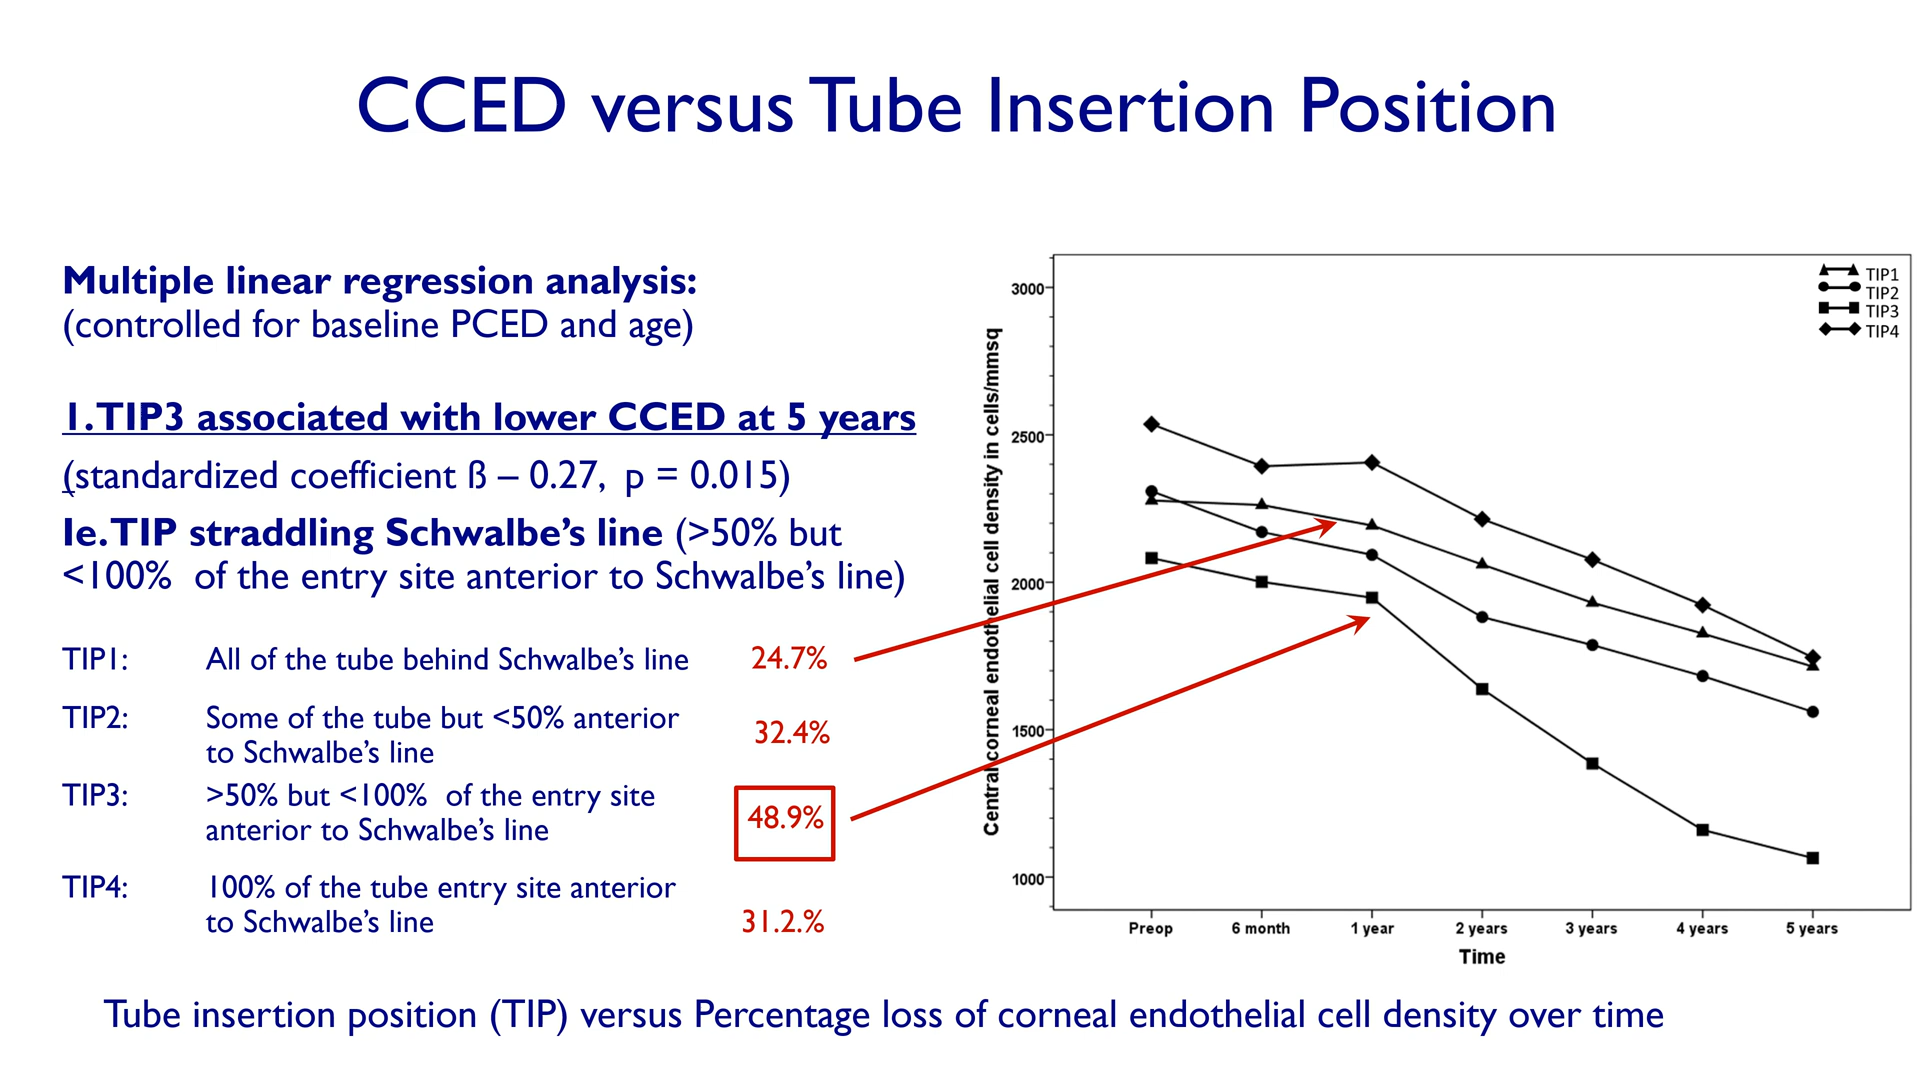 CCED versus Tube Insertion Position
Multiple linear regression analysis:
(controlled for baseline PCED and age)
1.TIP3 associated with lower CCED at 5 years
(standardized coefficient ß – 0.27, p = 0.015)
Ie.TIP straddling Schwalbe’s line (>50% but
<100% of the entry site anterior to Schwalbe’s line)
TIP1: All of the tube behind Schwalbe’s line 24.7%
TIP2: Some of the tube but <50% anterior
to Schwalbe’s line 32.4%
TIP3: >50% but <100% of the entry site
anterior to Schwalbe’s line 48.9%
TIP4: 100% of the tube entry site anterior
to Schwalbe’s line 31.2.%
Central corneal endothelial cell density in cells/mmsq
3000
2500
2000
1500
1000
TIP1
TIP2
TIP3
TIP4
Preop 6 month 1 year 2 years 3 years 4 years 5 years
Time
Tube insertion position (TIP) versus Percentage loss of corneal endothelial cell density over time